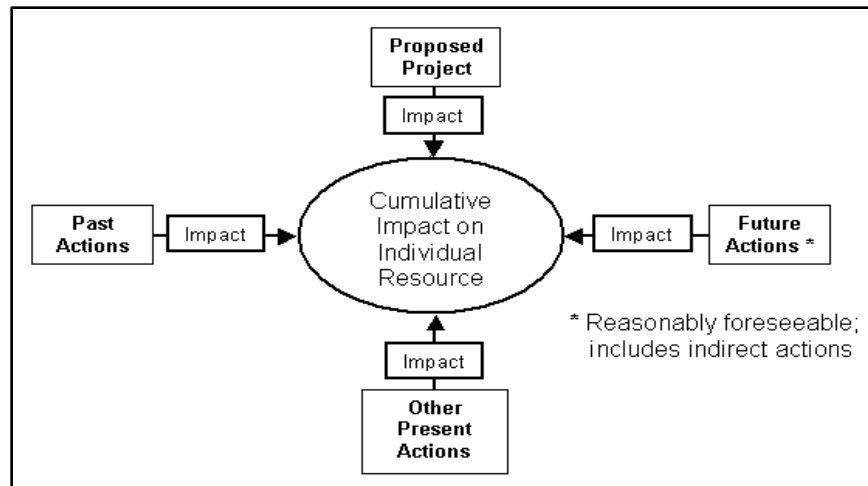 Proposed
Project
Impact
Past
Actions
Impact
Cumulative
Impact on
Individual
Resource
Impact
Future
Actions *
* Reasonably foreseeable;
includes indirect actions
Impact
Other
Present
Actions